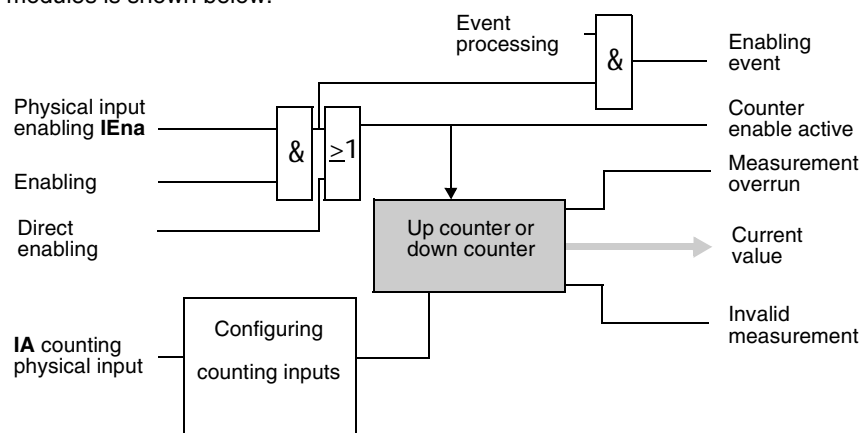 modules is shown below:
Event
processing
&
Enabling
event
Physical input
enabling IEna
&
≥1
Counter
enable active
Enabling
Measurement
overrun
Direct
enabling
Up counter or
down counter
Current
value
Configuring
counting inputs
IA counting
physical input
Invalid
measurement